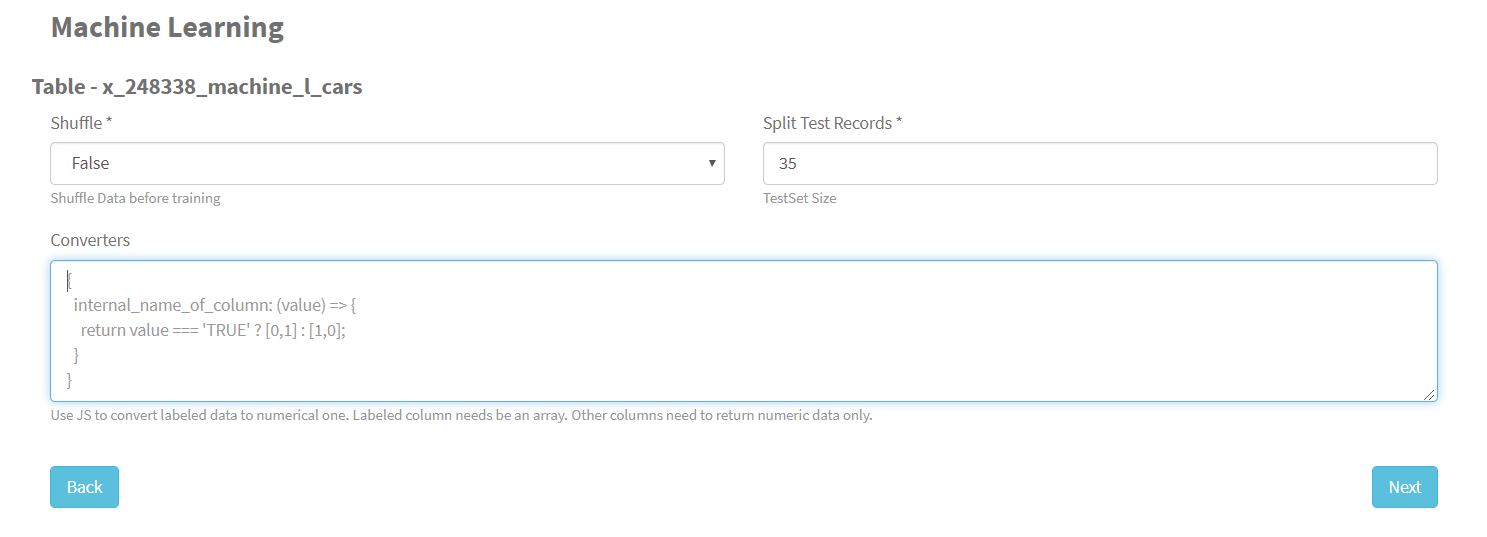 Machine Learning
Table - x_248338_machine_l_cars
Shuffle *
Split Test Records *
False
35
Shuffle Data before training
TestSet Size
Converters
{
internal_name_of_column: (value) => {
return value === 'TRUE' ? [0,1] : [1,0];
}
}
Use JS to convert labeled data to numerical one. Labeled column needs be an array. Other columns need to return numeric data only.
Back
Next